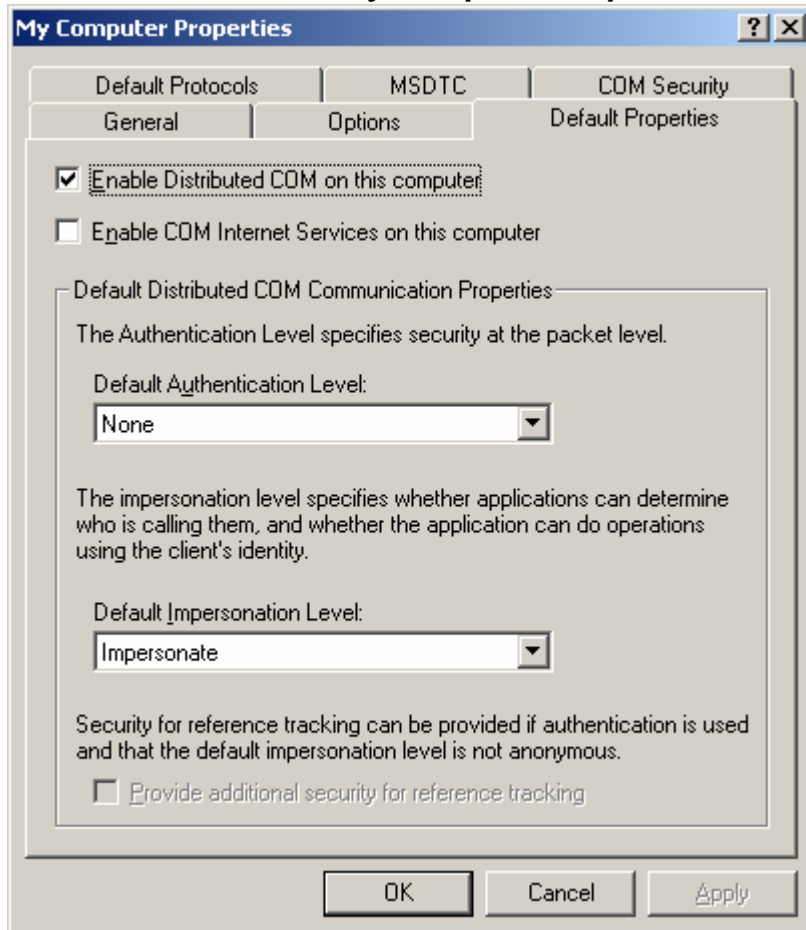 My Computer Properties
Default Protocols MSDTC COM Security
General Options Default Properties
Enable Distributed COM on this computer
Enable COM Internet Services on this computer
Default Distributed COM Communication Properties
The Authentication Level specifies security at the packet level.
Default Authentication Level:
None
The impersonation level specifies whether applications can determine
who is calling them, and whether the application can do operations
using the client's identity.
Default Impersonation Level:
Impersonate
Security for reference tracking can be provided if authentication is used
and that the default impersonation level is not anonymous.
Provide additional security for reference tracking
OK Cancel Apply